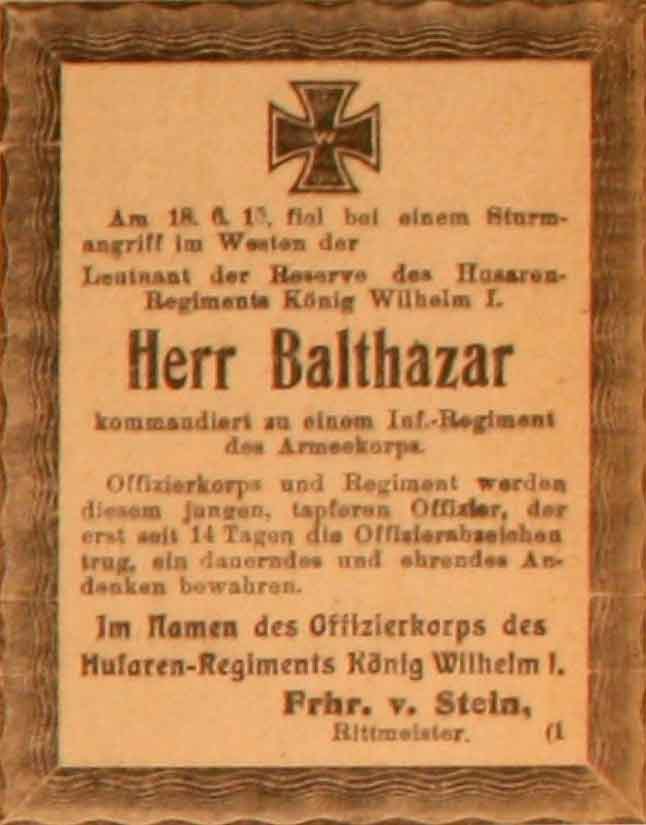 W
Am 18. 6. 15. fiel bei einem Sturm-
angriff im Westen der
Leutnant der Reserve des Husaren-
Regiments König Wilhelm I.
Herr Balthazar
kommandiert zu einem Inf.-Regiment
des Armeekorps.
Offizierkorps und Regiment werden
diesem jungen, tapferen Offizier, der
erst seit 14 Tagen die Offizierabzeichen
trug, ein dauerndes und ehrendes An-
denken bewahren.
Im Namen des Offizierkorps des
Husaren-Regiments König Wilhelm I.
Frhr. v. Stein,
Rittmeister. (1